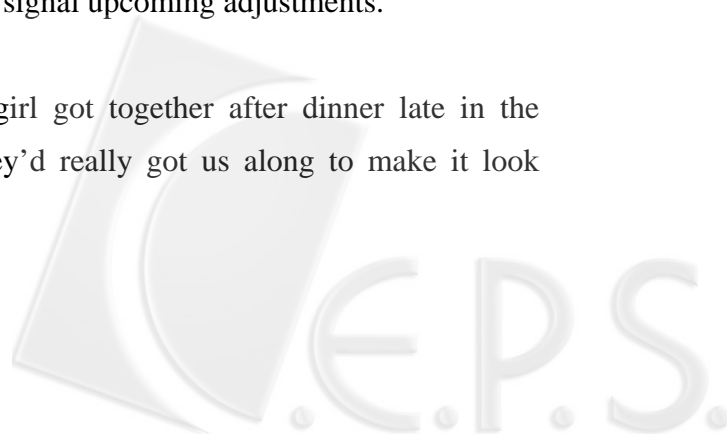 signal upcoming adjustments.
girl got together after dinner late in the
ey’d really got us along to make it look
C.E.P.S.